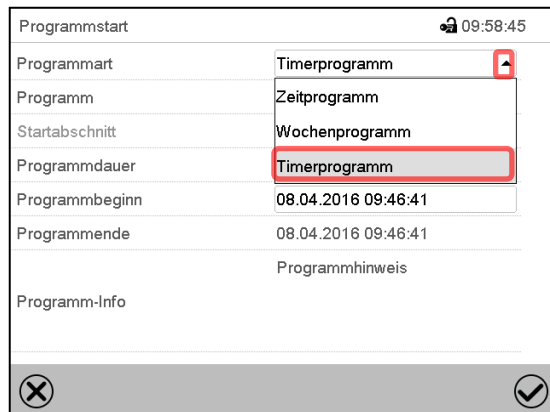 Programmstart 09:58:45
Programmart Timerprogramm
Programm Zeitprogramm
Startabschnitt Wochenprogramm
Programmdauer Timerprogramm
Programmbeginn 08.04.2016 09:46:41
Programmende 08.04.2016 09:46:41
Programmhinweis
Programm-Info